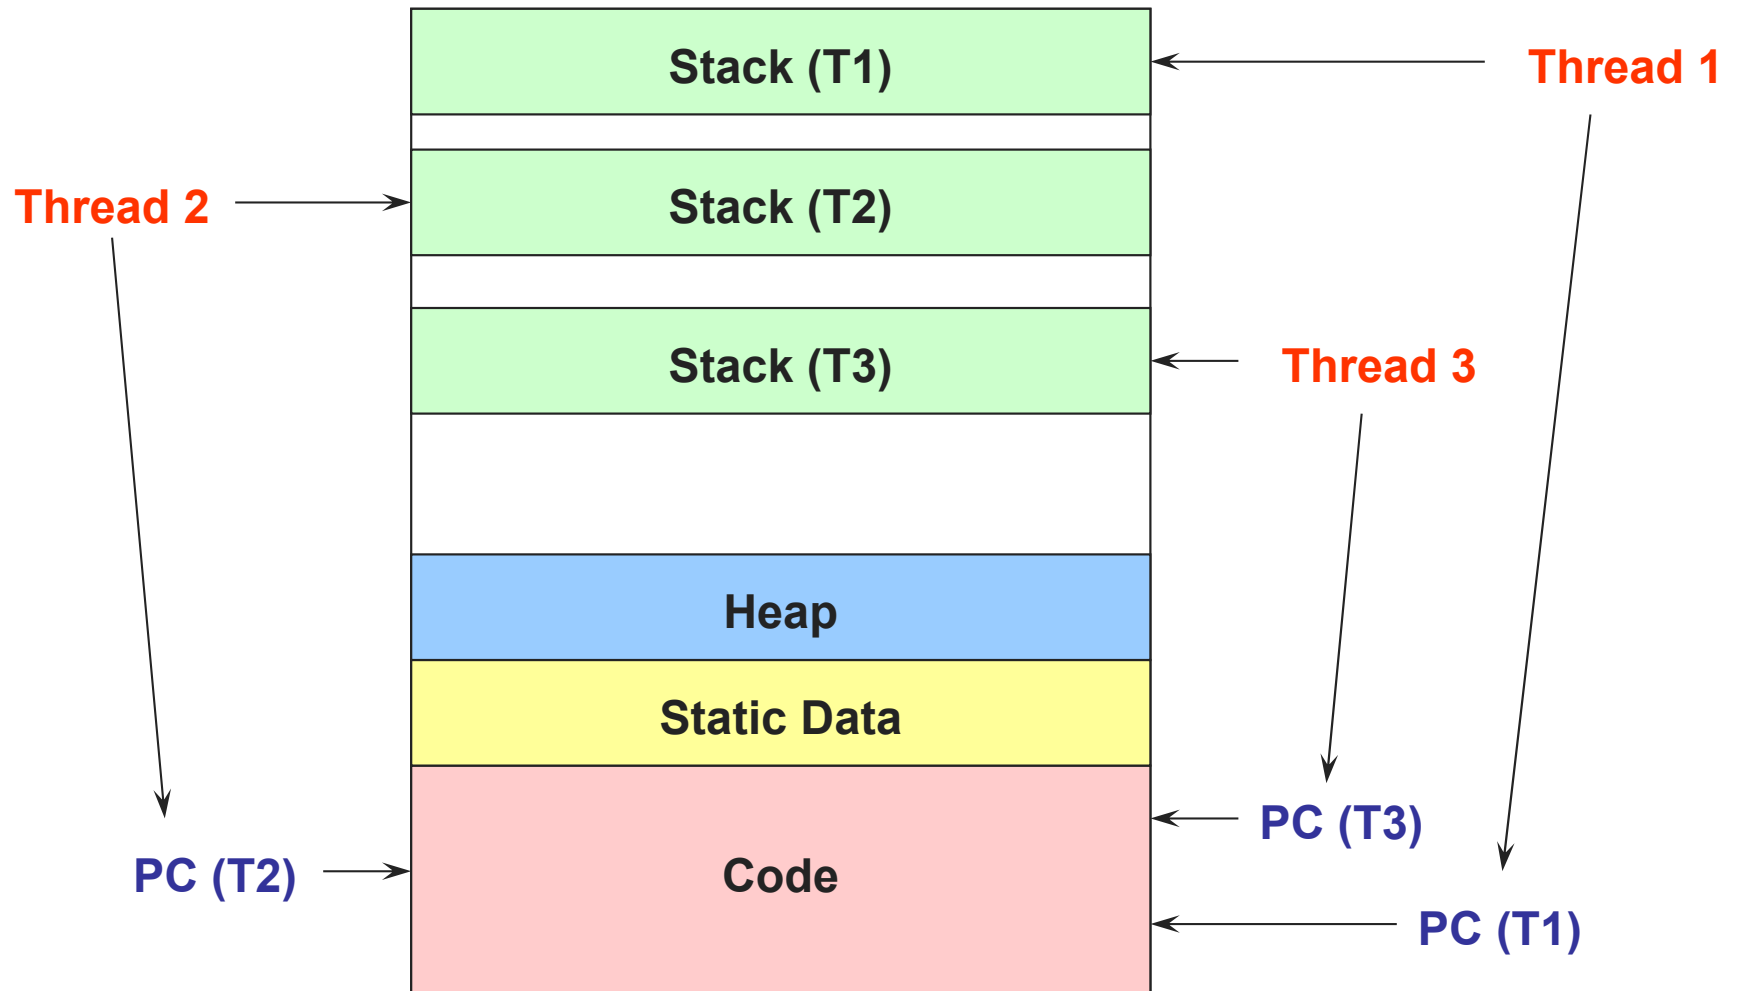 Stack (T1)
Thread 1
Thread 2
Stack (T2)
Stack (T3)
Thread 3
Heap
Static Data
PC (T3)
PC (T2)
Code
PC (T1)